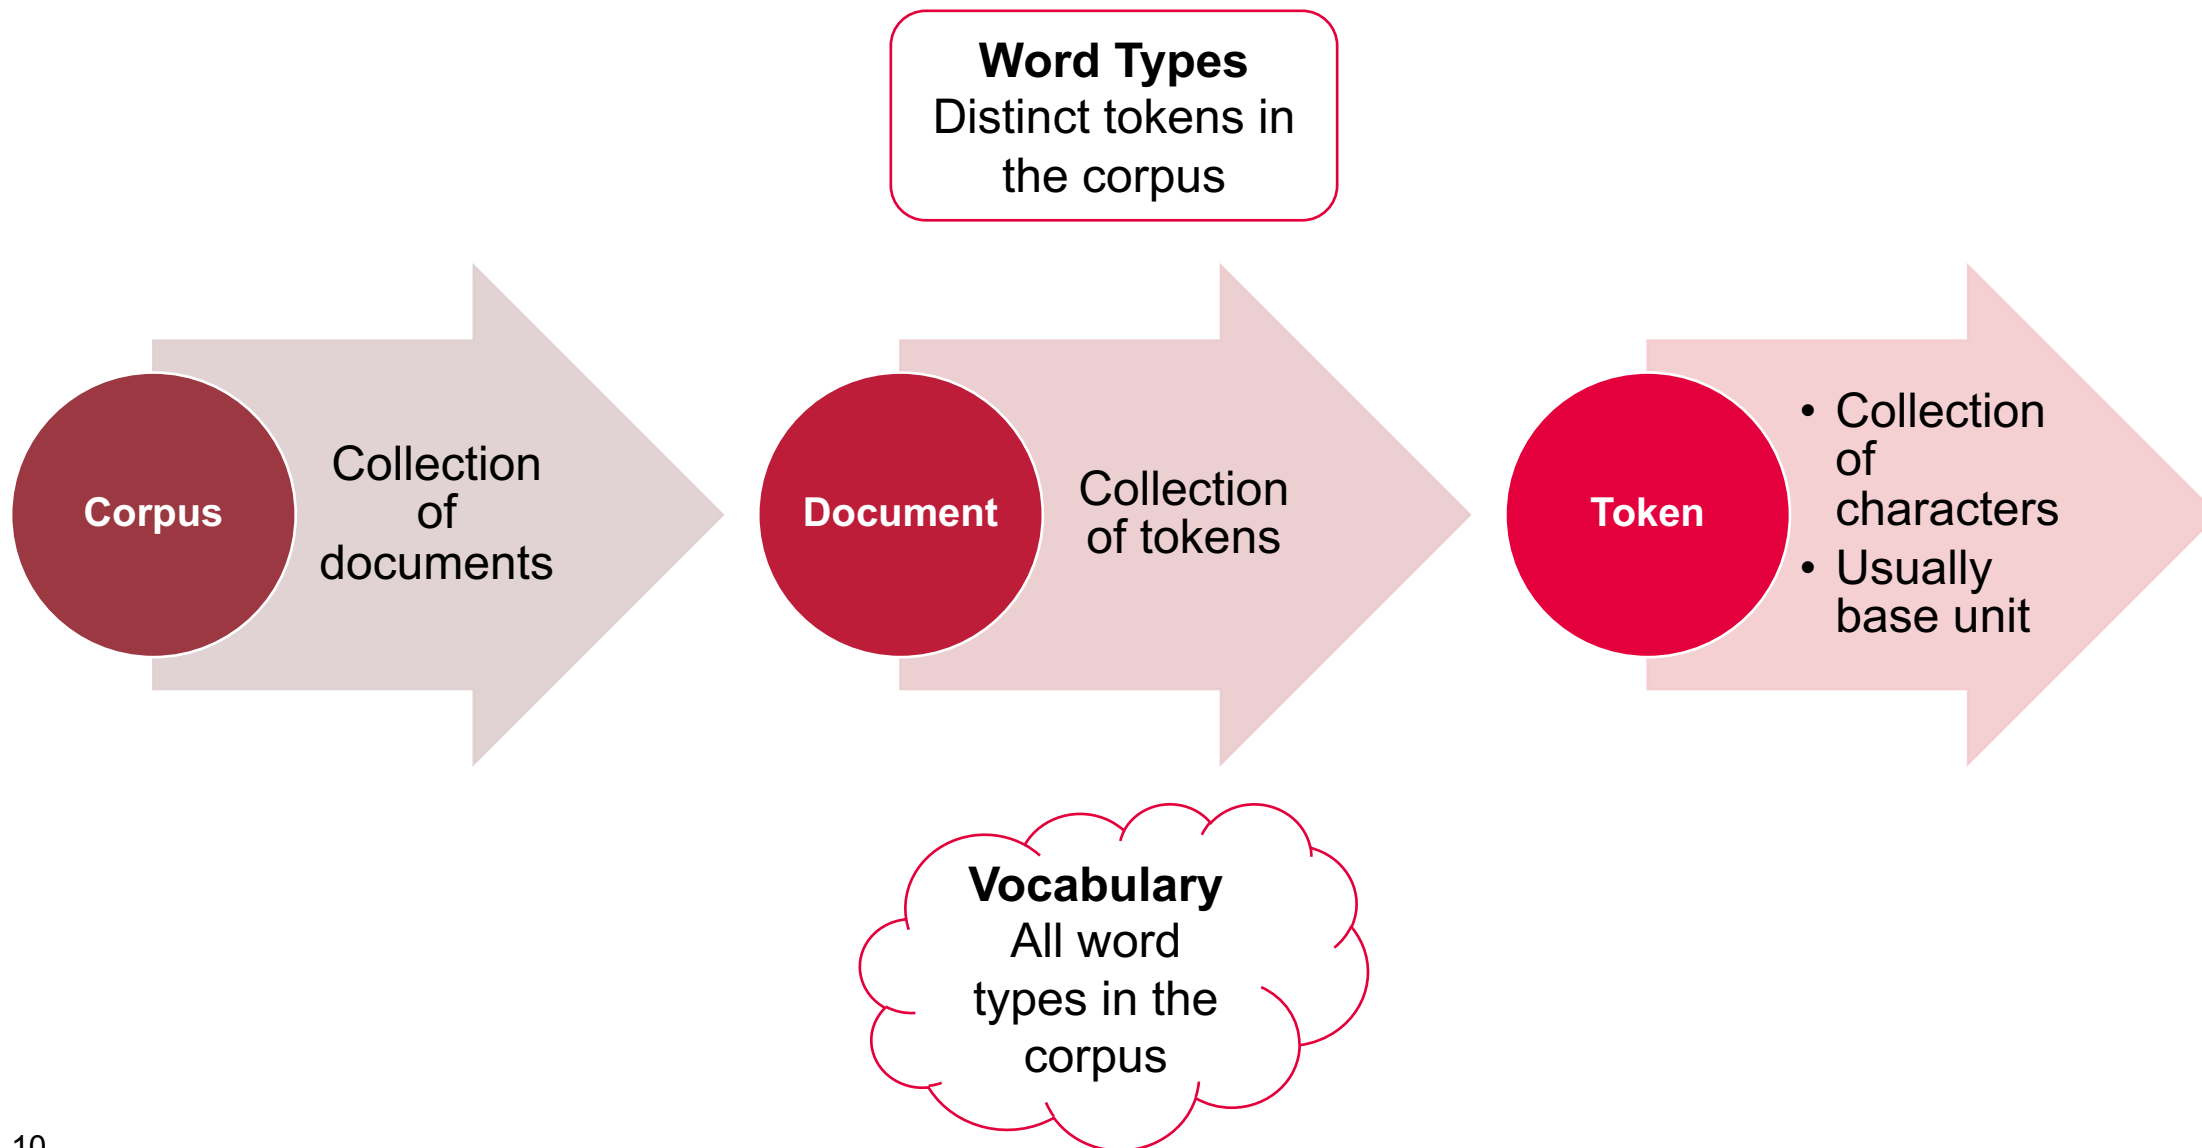 Word Types
Distinct tokens in
the corpus
Corpus
Collection
of
documents
Document
Collection
of tokens
Token
• Collection
of
characters
• Usually
base unit
Vocabulary
All word
types in the
corpus
10